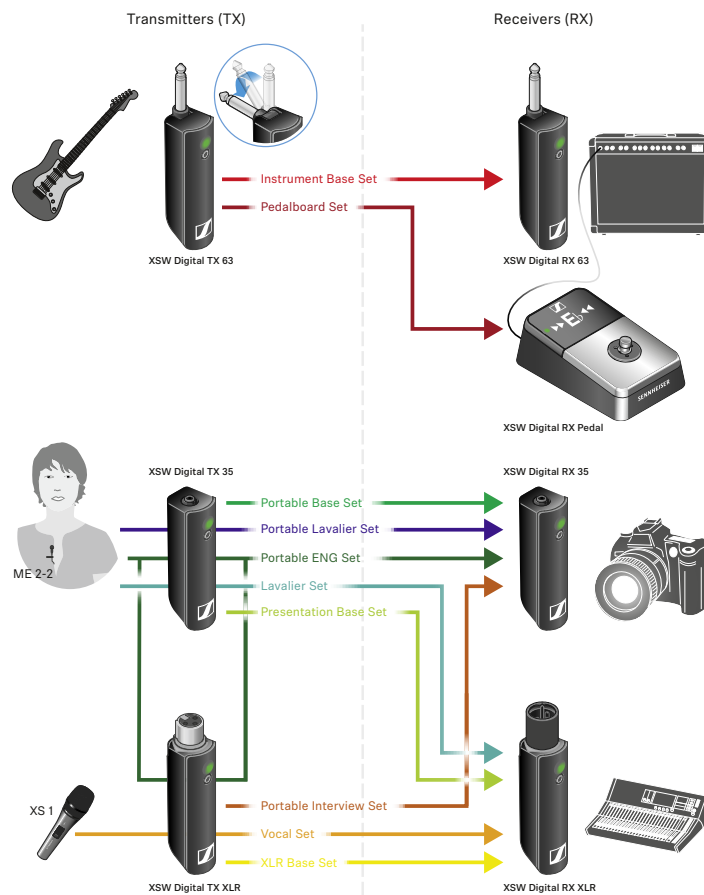 Transmitters (TX)
Receivers (RX)
Instrument Base Set
Pedalboard Set
XSW Digital TX 63
XSW Digital RX 63
E
SENNHEISER
XSW Digital RX Pedal
XSW Digital TX 35
XSW Digital RX 35
Portable Base Set
Portable Lavalier Set
Portable ENG Set
ME 2-2
Lavalier Set
Presentation Base Set
Portable Interview Set
XS 1
Vocal Set
XLR Base Set
XSW Digital TX XLR
XSW Digital RX XLR